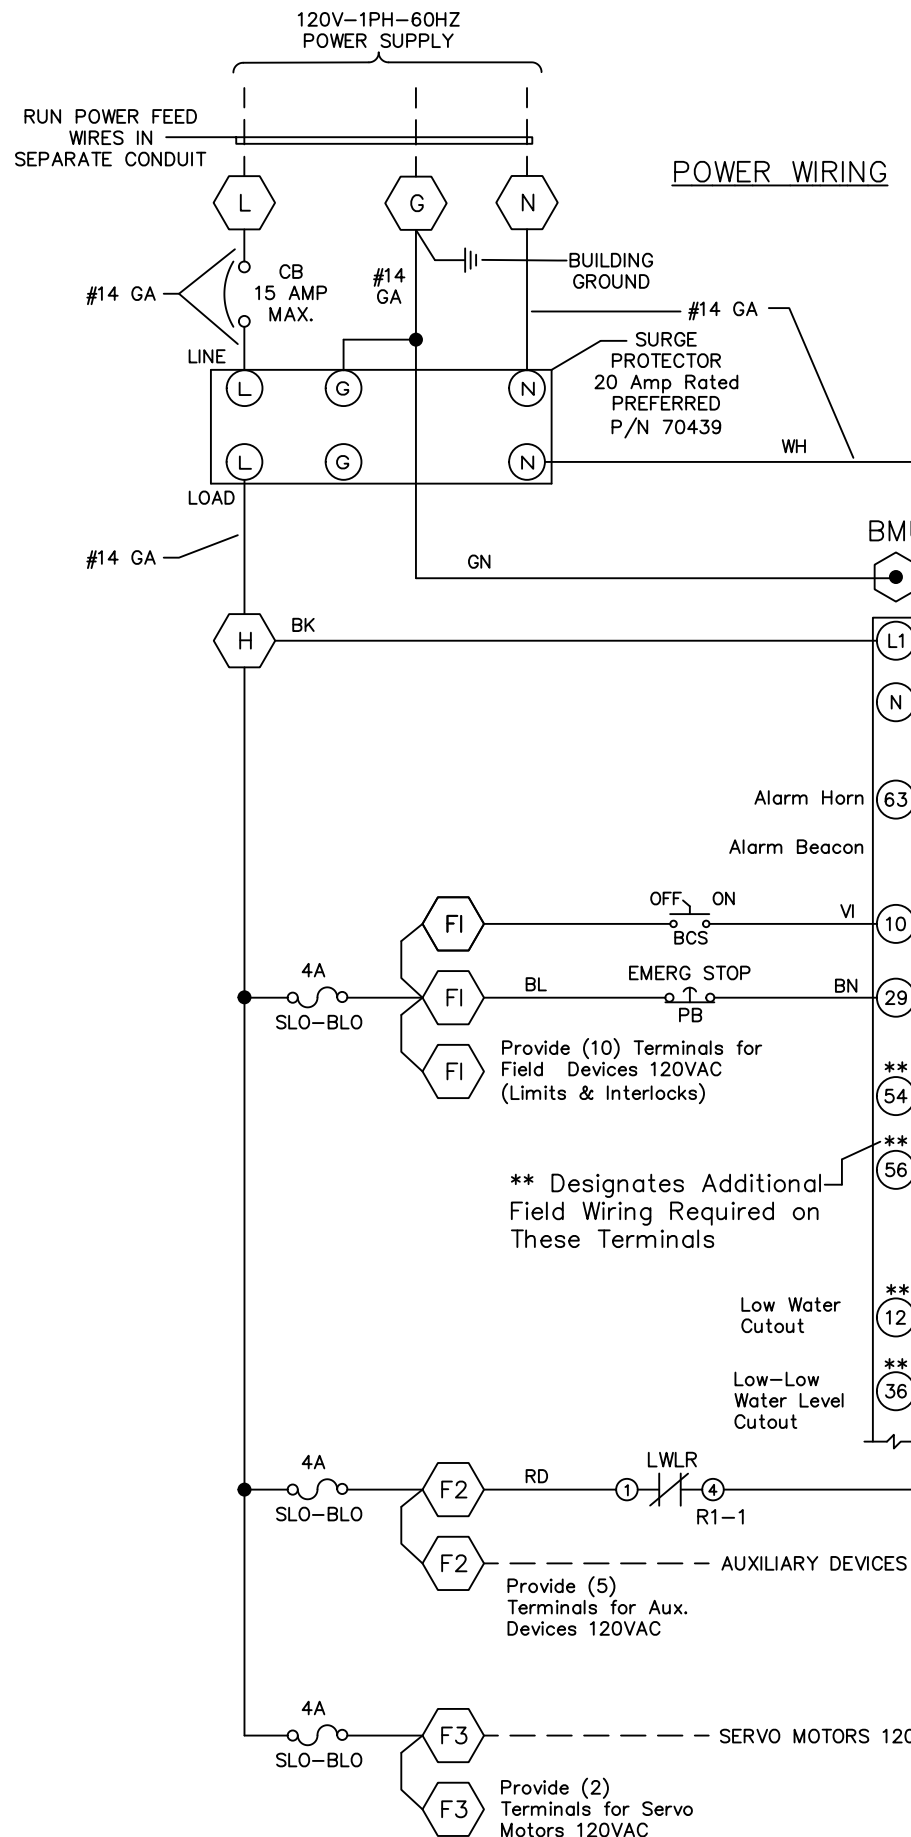 120V-1PH-60HZ
POWER SUPPLY
RUN POWER FEED
WIRES IN
SEPARATE CONDUIT
POWER WIRING
L
G
N
#14 GA
CB
15 AMP
MAX.
#14
GA
BUILDING
GROUND
#14 GA
LINE
SURGE
PROTECTOR
20 Amp Rated
PREFERRED
P/N 70439
L
G
N
WH
L
G
N
LOAD
#14 GA
GN
BM
H
BK
L1
N
Alarm Horn
63
Alarm Beacon
OFF
ON
F1
BCS
VI
10
4A
SLO-BLO
F1
BL
EMERG STOP
PB
BN
29
F1
Provide (10) Terminals for
Field Devices 120VAC
(Limits & Interlocks)
**
54
**
56
** Designates Additional
Field Wiring Required on
These Terminals
Low Water
Cutout
**
12
Low-Low
Water Level
Cutout
**
36
4A
SLO-BLO
F2
RD
LWLR
1
4
R1-1
F2
AUXILIARY DEVICES
Provide (5)
Terminals for Aux.
Devices 120VAC
4A
SLO-BLO
F3
SERVO MOTORS 120
F3
Provide (2)
Terminals for Servo
Motors 120VAC